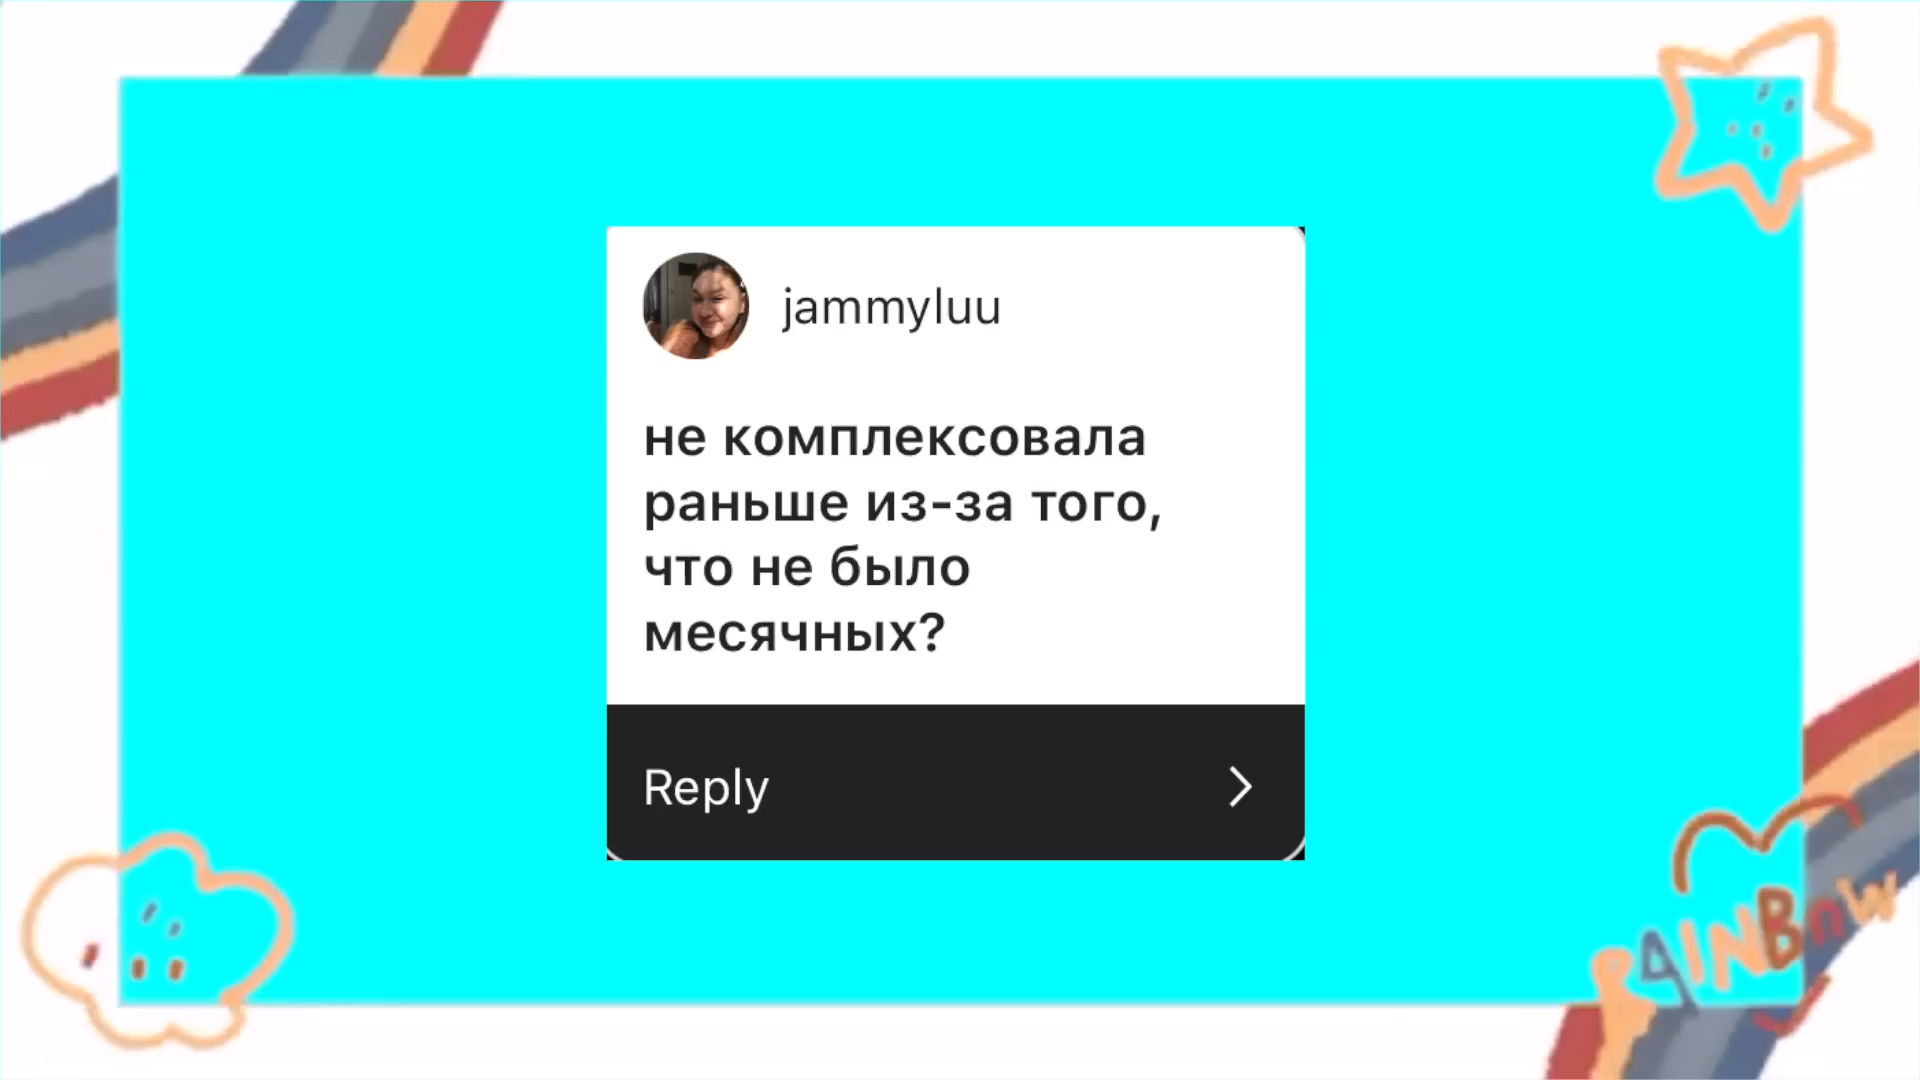 jammyluu
не комплексовала
раньше из-за того,
что не было
месячных?
Reply
RAINBOW